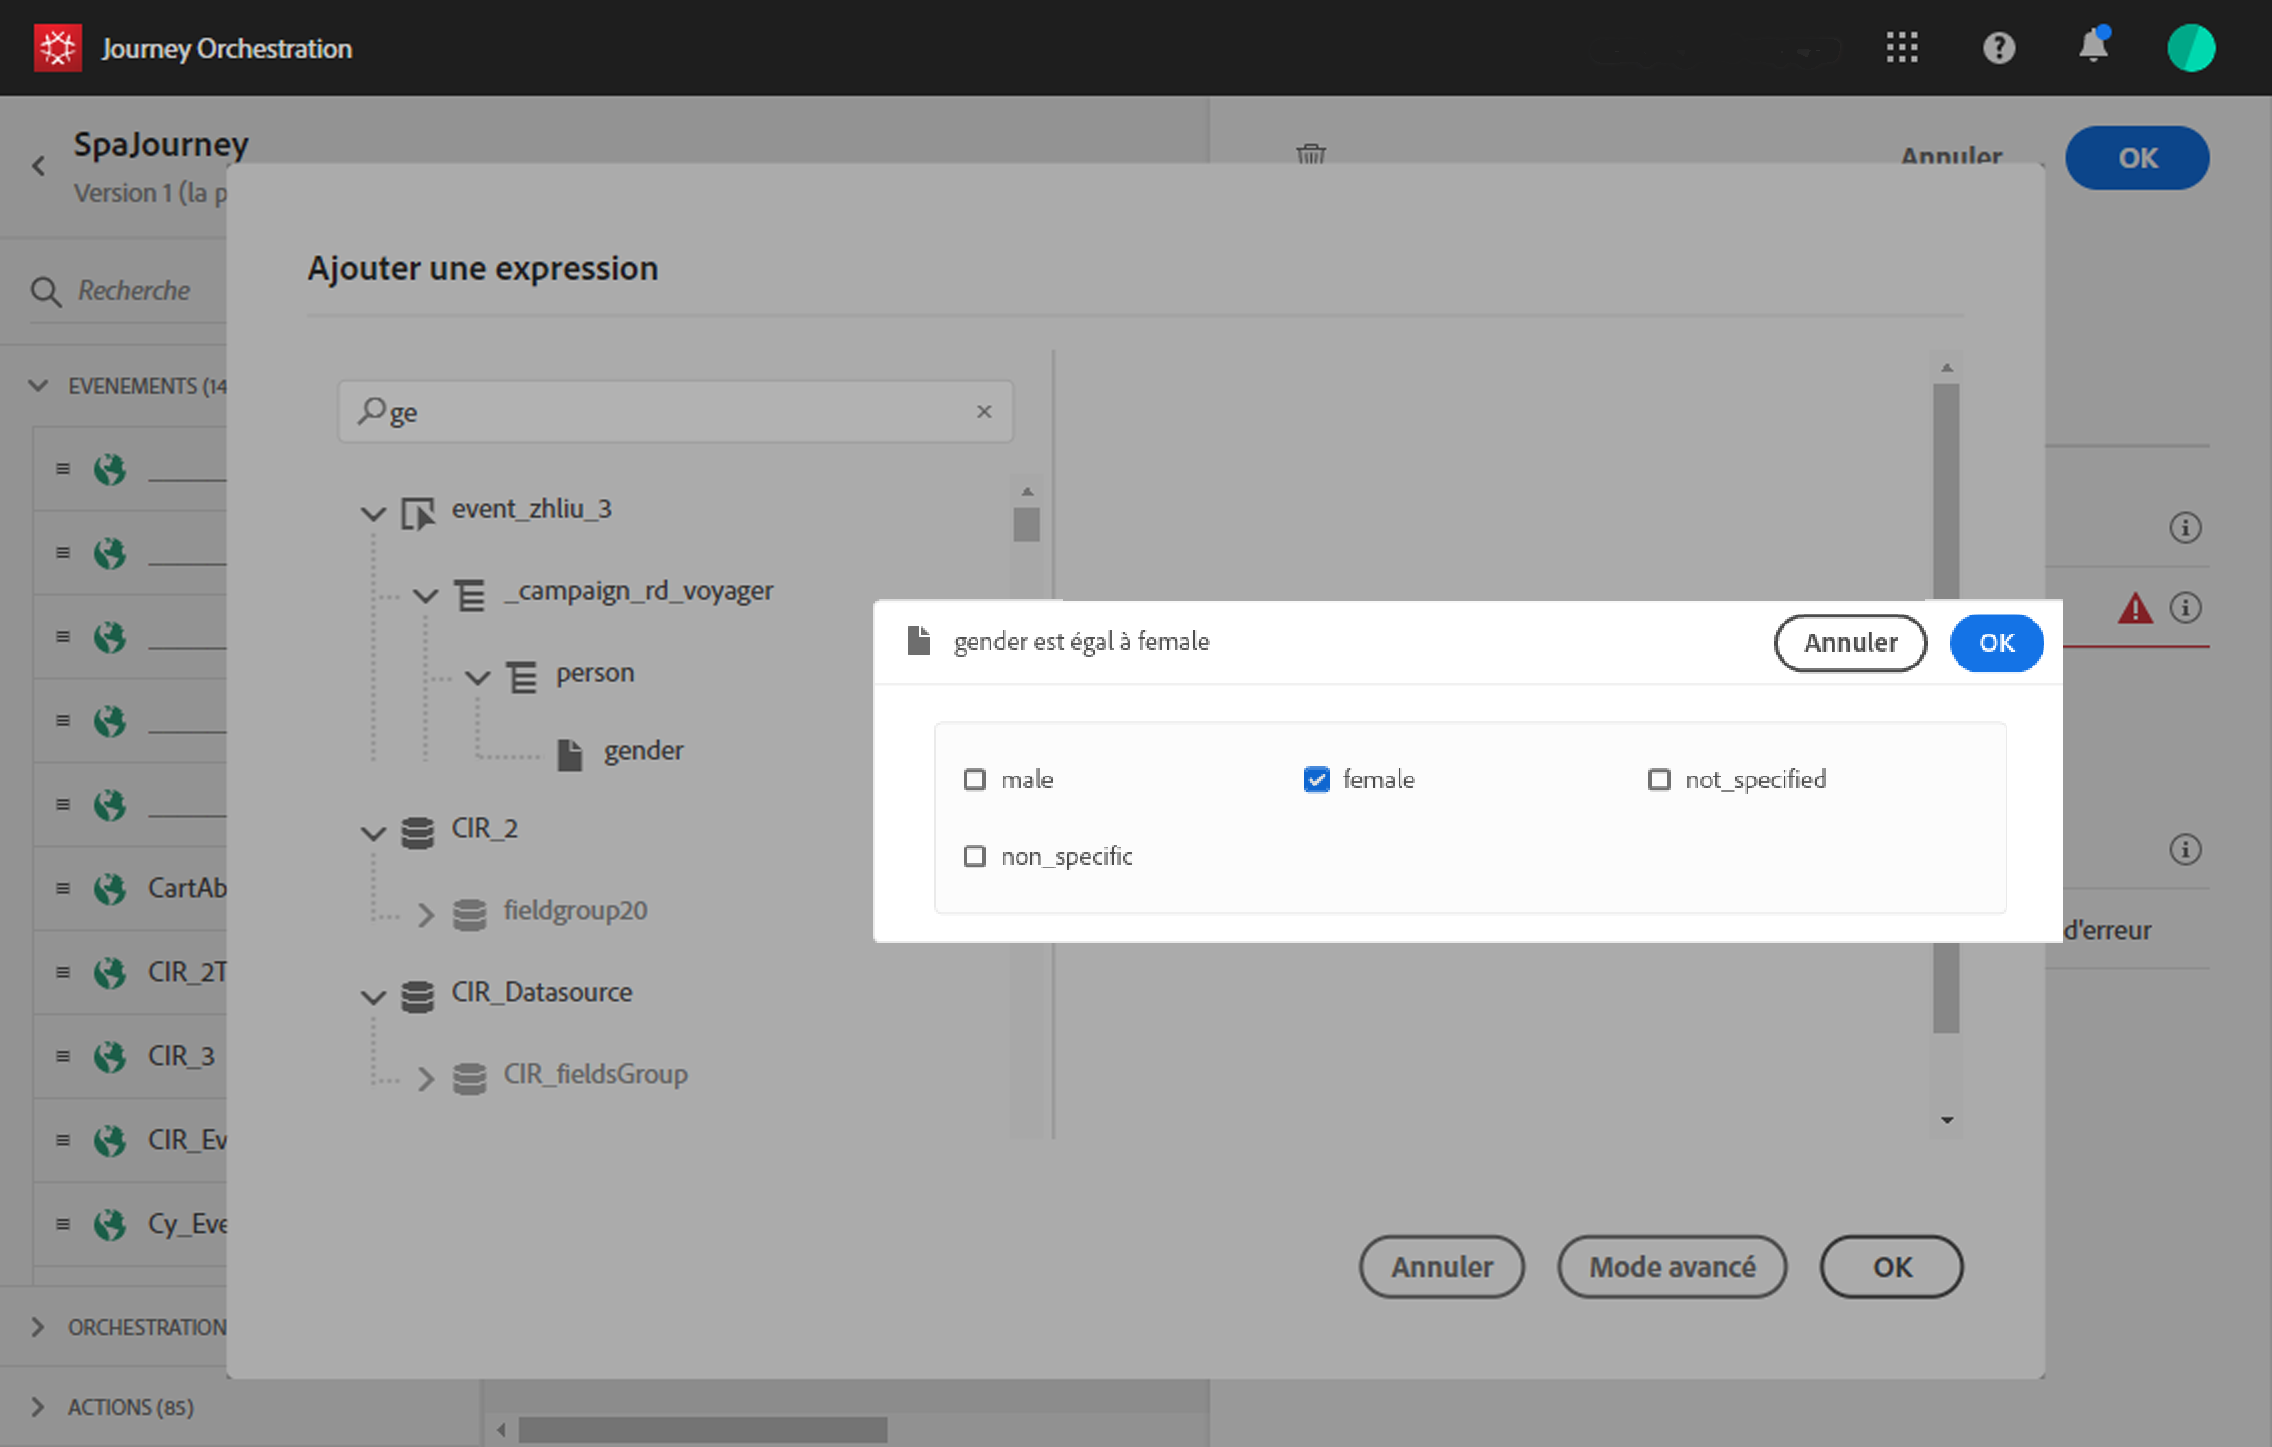 Journey Orchestration
SpaJourney
Version 1 (la p
Annuler
OK
Recherche
Ajouter une expression
ge
EVENEMENTS (14
CartAb
CIR_2T
CIR_3
CIR_Ev
Cy_Eve
ORCHESTRATION
ACTIONS (85)
event_zhliu_3
_campaign_rd_voyager
person
gender
CIR_2
fieldgroup20
CIR_Datasource
CIR_fieldsGroup
gender est égal à female
Annuler
OK
male
female
not_specified
non_specific
d'erreur
Annuler
Mode avancé
OK